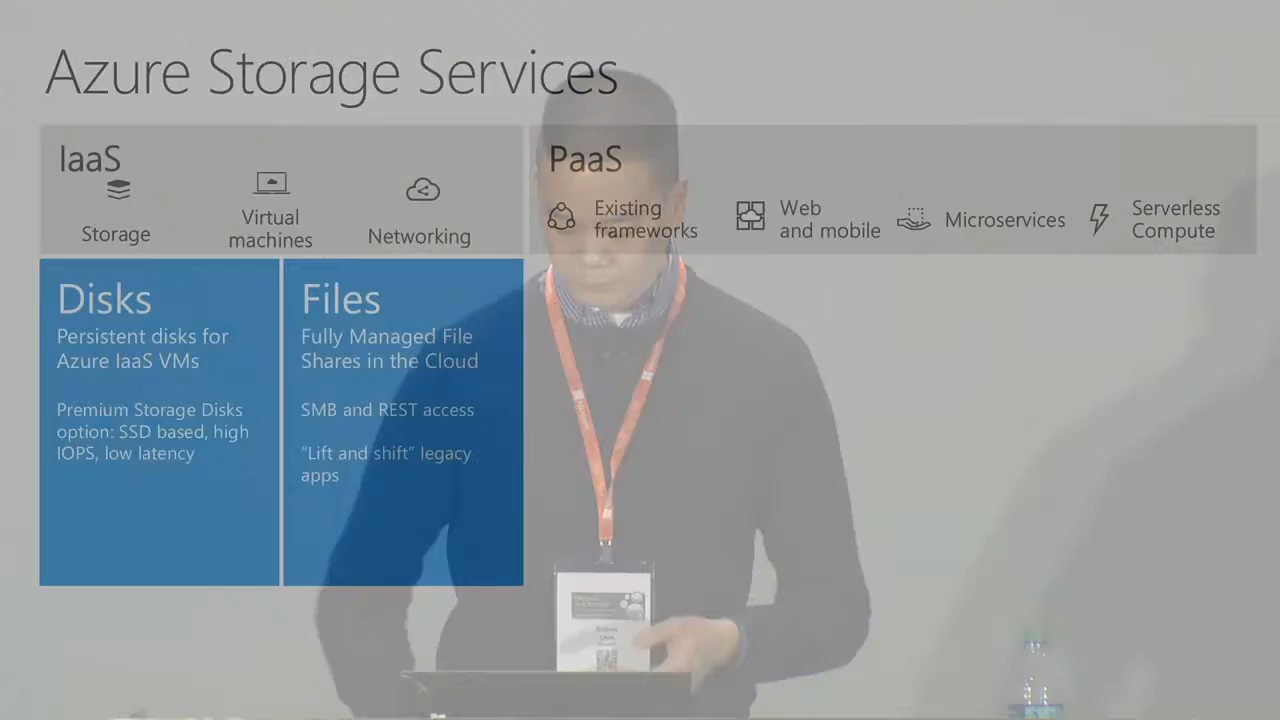 Azure Storage Services
IaaS
Storage
Virtual
machines
Networking
PaaS
Existing
frameworks
Web
and mobile
Microservices
Serverless
Compute
Disks
Persistent disks for
Azure IaaS VMs
Premium Storage Disks
option: SSD based, high
IOPS, low latency
Files
Fully Managed File
Shares in the Cloud
SMB and REST access
“Lift and shift” legacy
apps